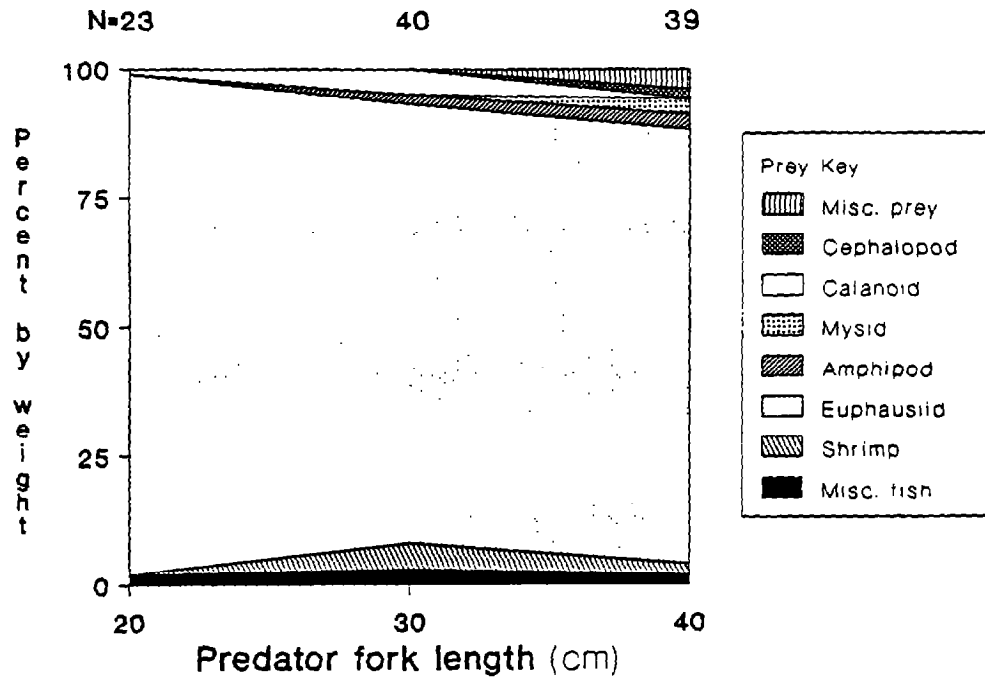 N=23 40 39
100
75
50
25
0
Percent by weight
20 30 40
Predator fork length (cm)
Prey Key
Misc. prey
Cephalopod
Calanoid
Mysid
Amphipod
Euphausiid
Shrimp
Misc. fish